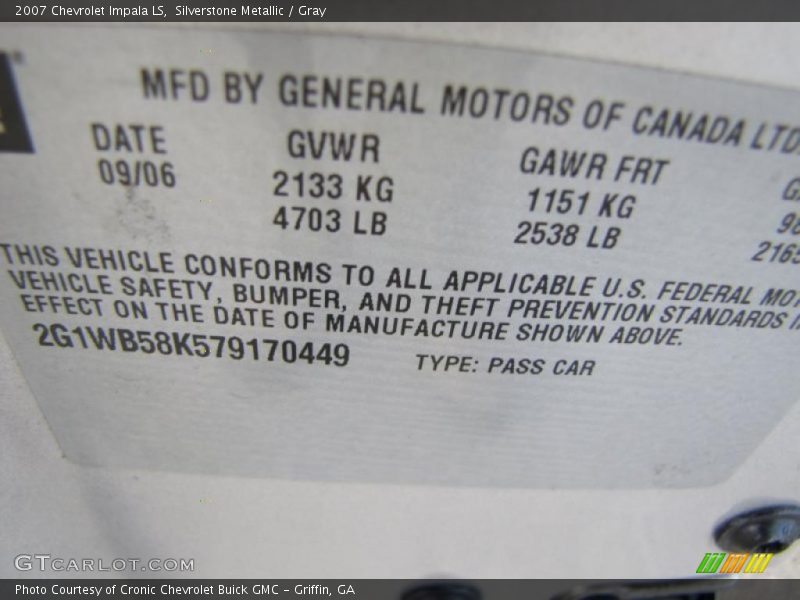 2007 Chevrolet Impala LS, Silverstone Metallic / Gray
MFD BY GENERAL MOTORS OF CANADA LTD
DATE GVWR GAWR FRT
09/06 2133 KG 1151 KG
4703 LB 2538 LB 2165
THIS VEHICLE CONFORMS TO ALL APPLICABLE U.S. FEDERAL
VEHICLE SAFETY, BUMPER, AND THEFT PREVENTION STANDARDS
EFFECT ON THE DATE OF MANUFACTURE SHOWN ABOVE.
2G1WB58K579170449 TYPE: PASS CAR
GTCARLOT.COM
Photo Courtesy of Cronic Chevrolet Buick GMC – Griffin, GA